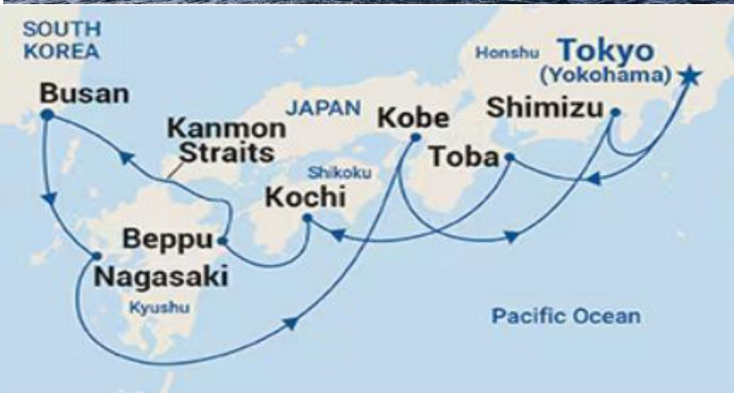 SOUTH
KOREA
Honshu
Tokyo
(Yokohama)
Busan
JAPAN
Kobe
Shimizu
Kanmon
Straits
Toba
Shikoku
Kochi
Beppu
Nagasaki
Kyushu
Pacific Ocean